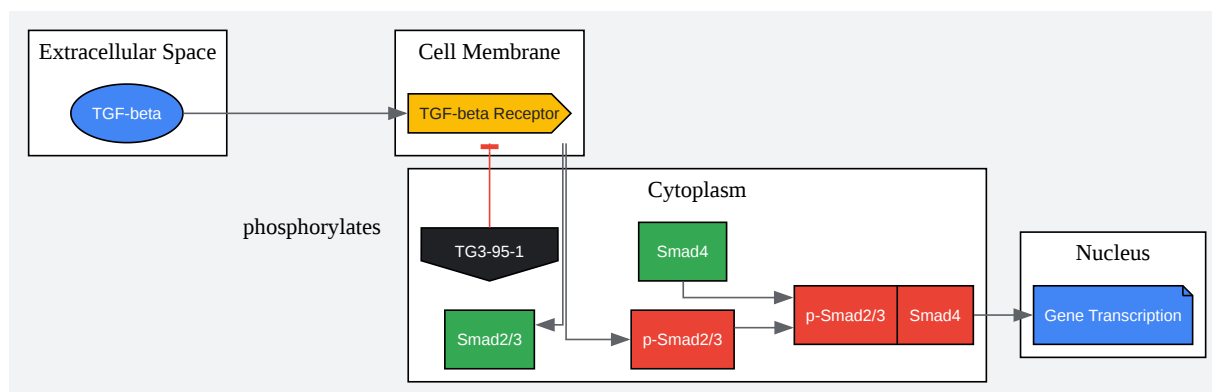 Extracellular Space
TGF-beta
Cell Membrane
TGF-beta Receptor
phosphorylates
Cytoplasm
TG3-95-1
Smad4
Smad2/3
p-Smad2/3
p-Smad2/3 Smad4
Nucleus
Gene Transcription